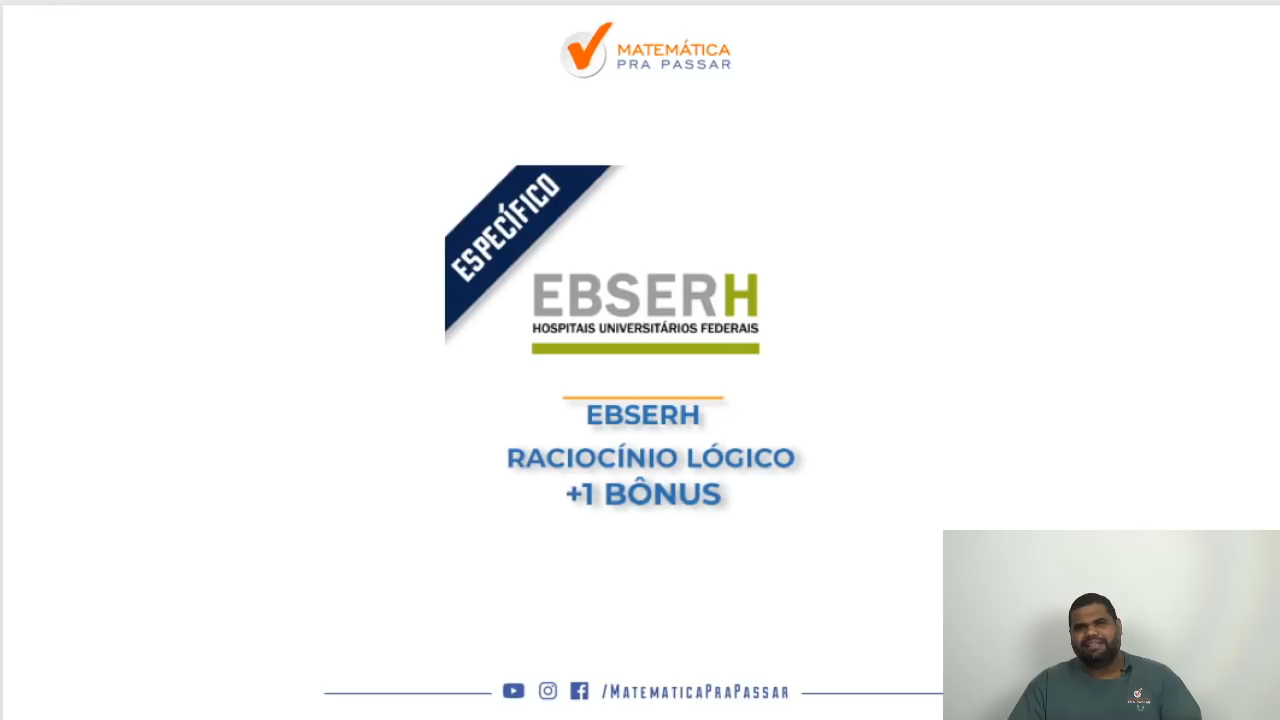 MATEMÁTICA
PRA PASSAR
ESPECÍFICO
EBSERH
HOSPITAIS UNIVERSITÁRIOS FEDERAIS
EBSERH
RACIOCÍNIO LÓGICO
+1 BÔNUS
/MATEMATICAPRAPASSAR